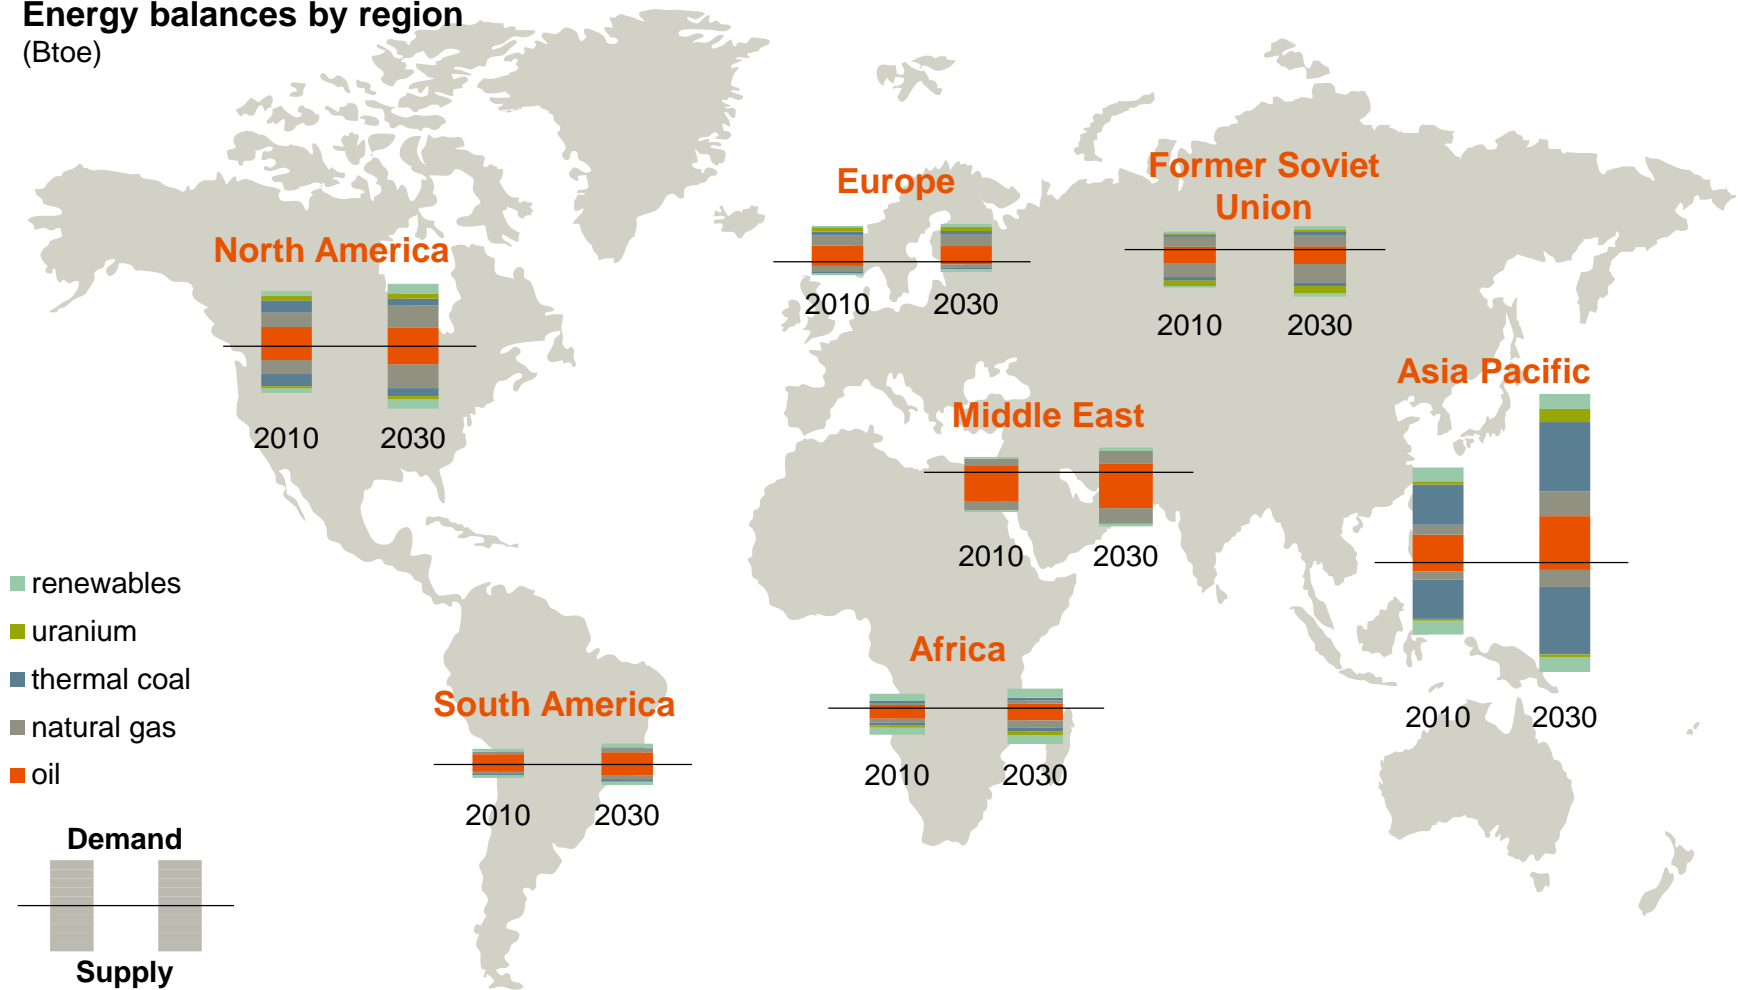 Energy balances by region
(Btoe)
North America
2010 2030
Europe
2010 2030
Former Soviet
Union
2010 2030
Asia Pacific
2010 2030
Middle East
2010 2030
Africa
2010 2030
South America
2010 2030
renewables
uranium
thermal coal
natural gas
oil
Demand
Supply